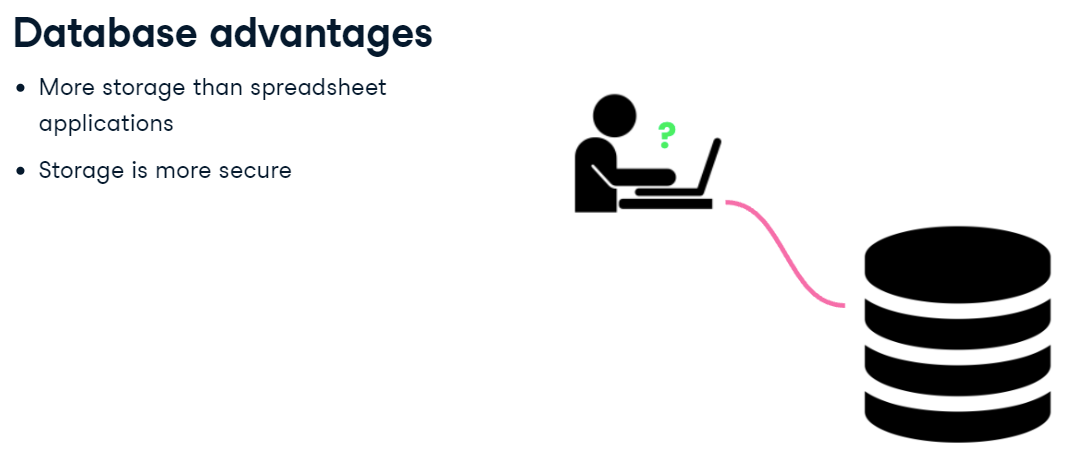 Database advantages
• More storage than spreadsheet
applications
• Storage is more secure
?